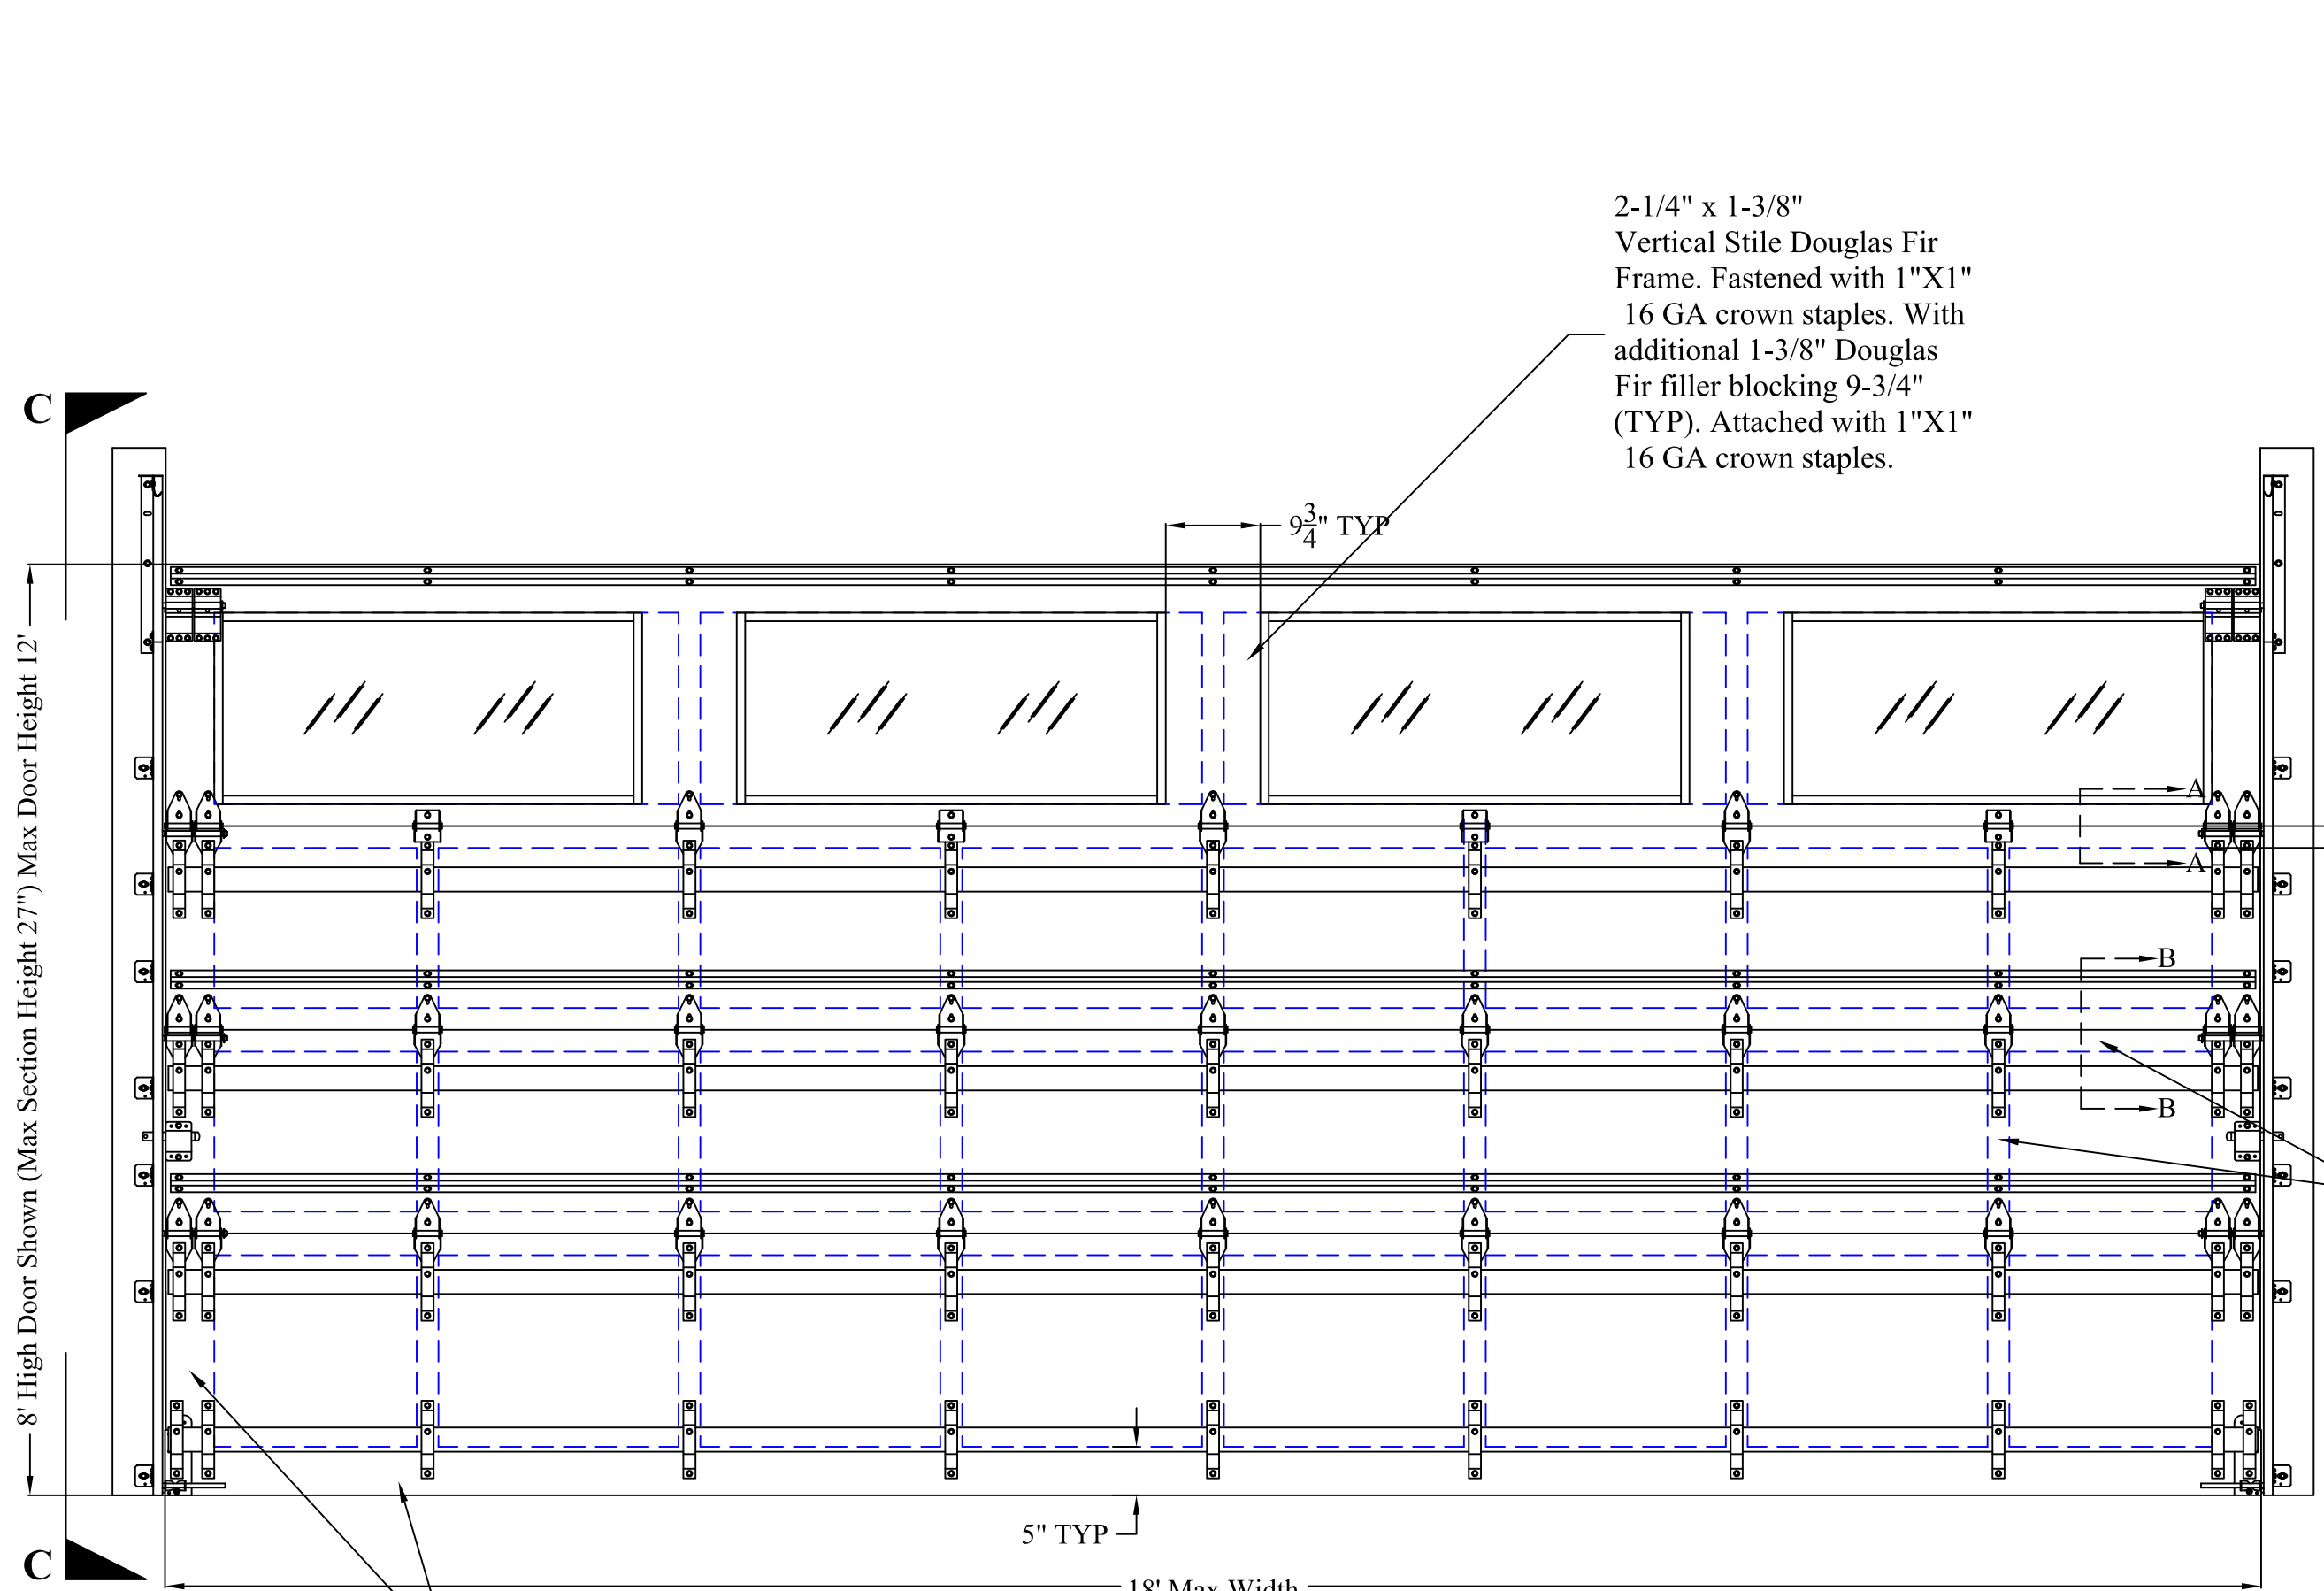 2-1/4" x 1-3/8"
Vertical Stile Douglas Fir
Frame. Fastened with 1"X1"
16 GA crown staples. With
additional 1-3/8" Douglas
Fir filler blocking 9-3/4"
(TYP). Attached with 1"X1"
16 GA crown staples.
C
9 3/4" TYP
8' High Door Shown (Max Section Height 27") Max Door Height 12'
A
A
B
B
5" TYP
C
18' Max Width